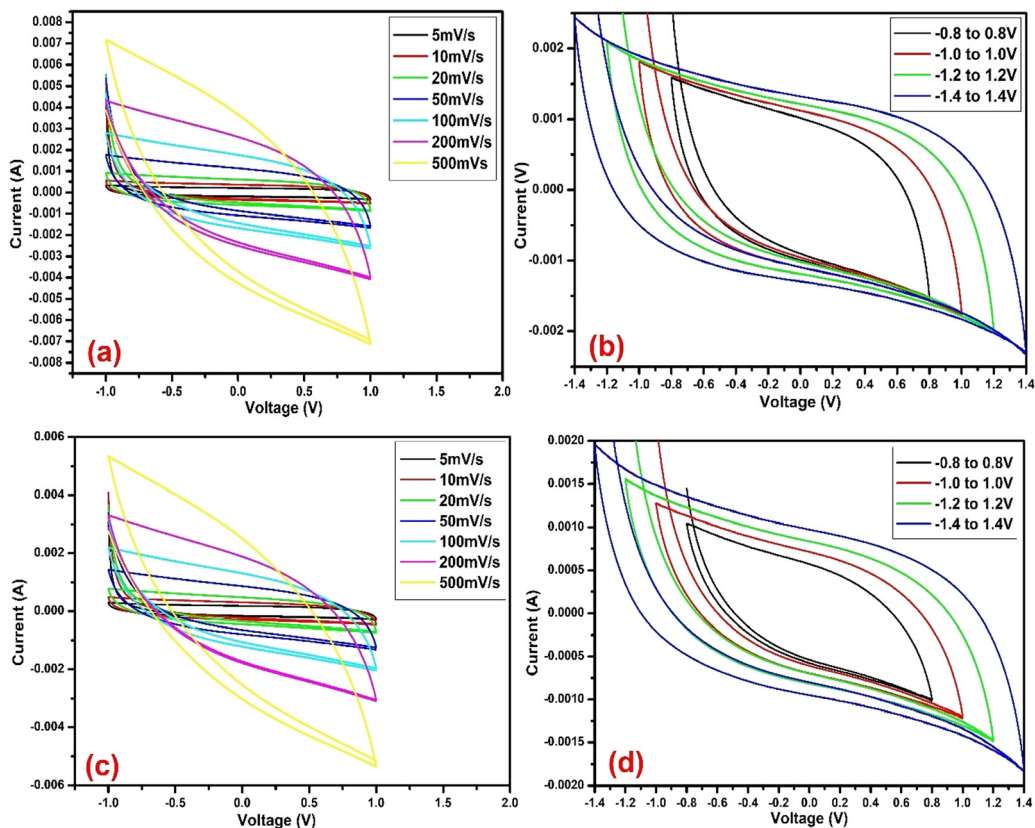 0.008
0.007
0.006
0.005
0.004
0.003
0.002
0.001
0.000
-0.001
-0.002
-0.003
-0.004
-0.005
-0.006
-0.007
-0.008
Current (A)
5mV/s
10mV/s
20mV/s
50mV/s
100mV/s
200mV/s
500mVs
(a)
-1.0 -0.5 0.0 0.5 1.0 1.5 2.0
Voltage (V)
0.002
0.001
0.000
-0.001
-0.002
Current (V)
-0.8 to 0.8V
-1.0 to 1.0V
-1.2 to 1.2V
-1.4 to 1.4V
(b)
-1.4 -1.2 -1.0 -0.8 -0.6 -0.4 -0.2 0.0 0.2 0.4 0.6 0.8 1.0 1.2 1.4
Voltage (V)
0.006
0.004
0.002
0.000
-0.002
-0.004
-0.006
Current (A)
5mV/s
10mV/s
20mV/s
50mV/s
100mV/s
200mV/s
500mV/s
(c)
-1.0 -0.5 0.0 0.5 1.0 1.5 2.0
Voltage (V)
0.0020
0.0015
0.0010
0.0005
0.0000
-0.0005
-0.0010
-0.0015
-0.0020
Current (A)
-0.8 to 0.8V
-1.0 to 1.0V
-1.2 to 1.2V
-1.4 to 1.4V
(d)
-1.4 -1.2 -1.0 -0.8 -0.6 -0.4 -0.2 0.0 0.2 0.4 0.6 0.8 1.0 1.2 1.4
Voltage (V)